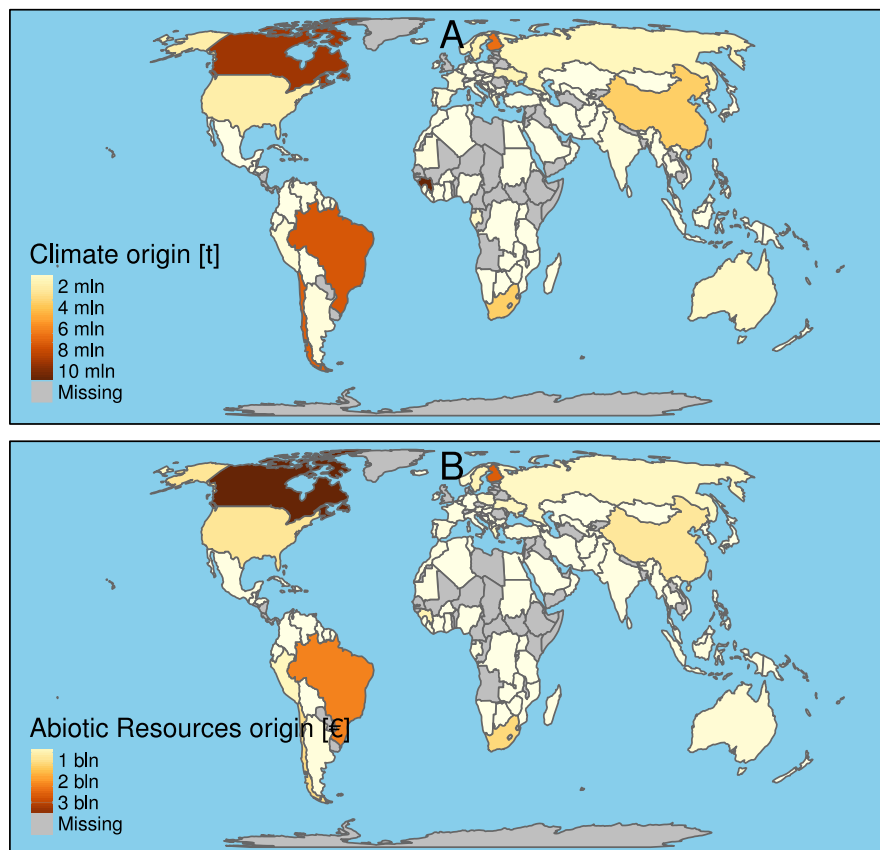 A
Climate origin [t]
2 mln
4 mln
6 mln
8 mln
10 mln
Missing
B
Abiotic Resources origin [€]
1 bln
2 bln
3 bln
Missing